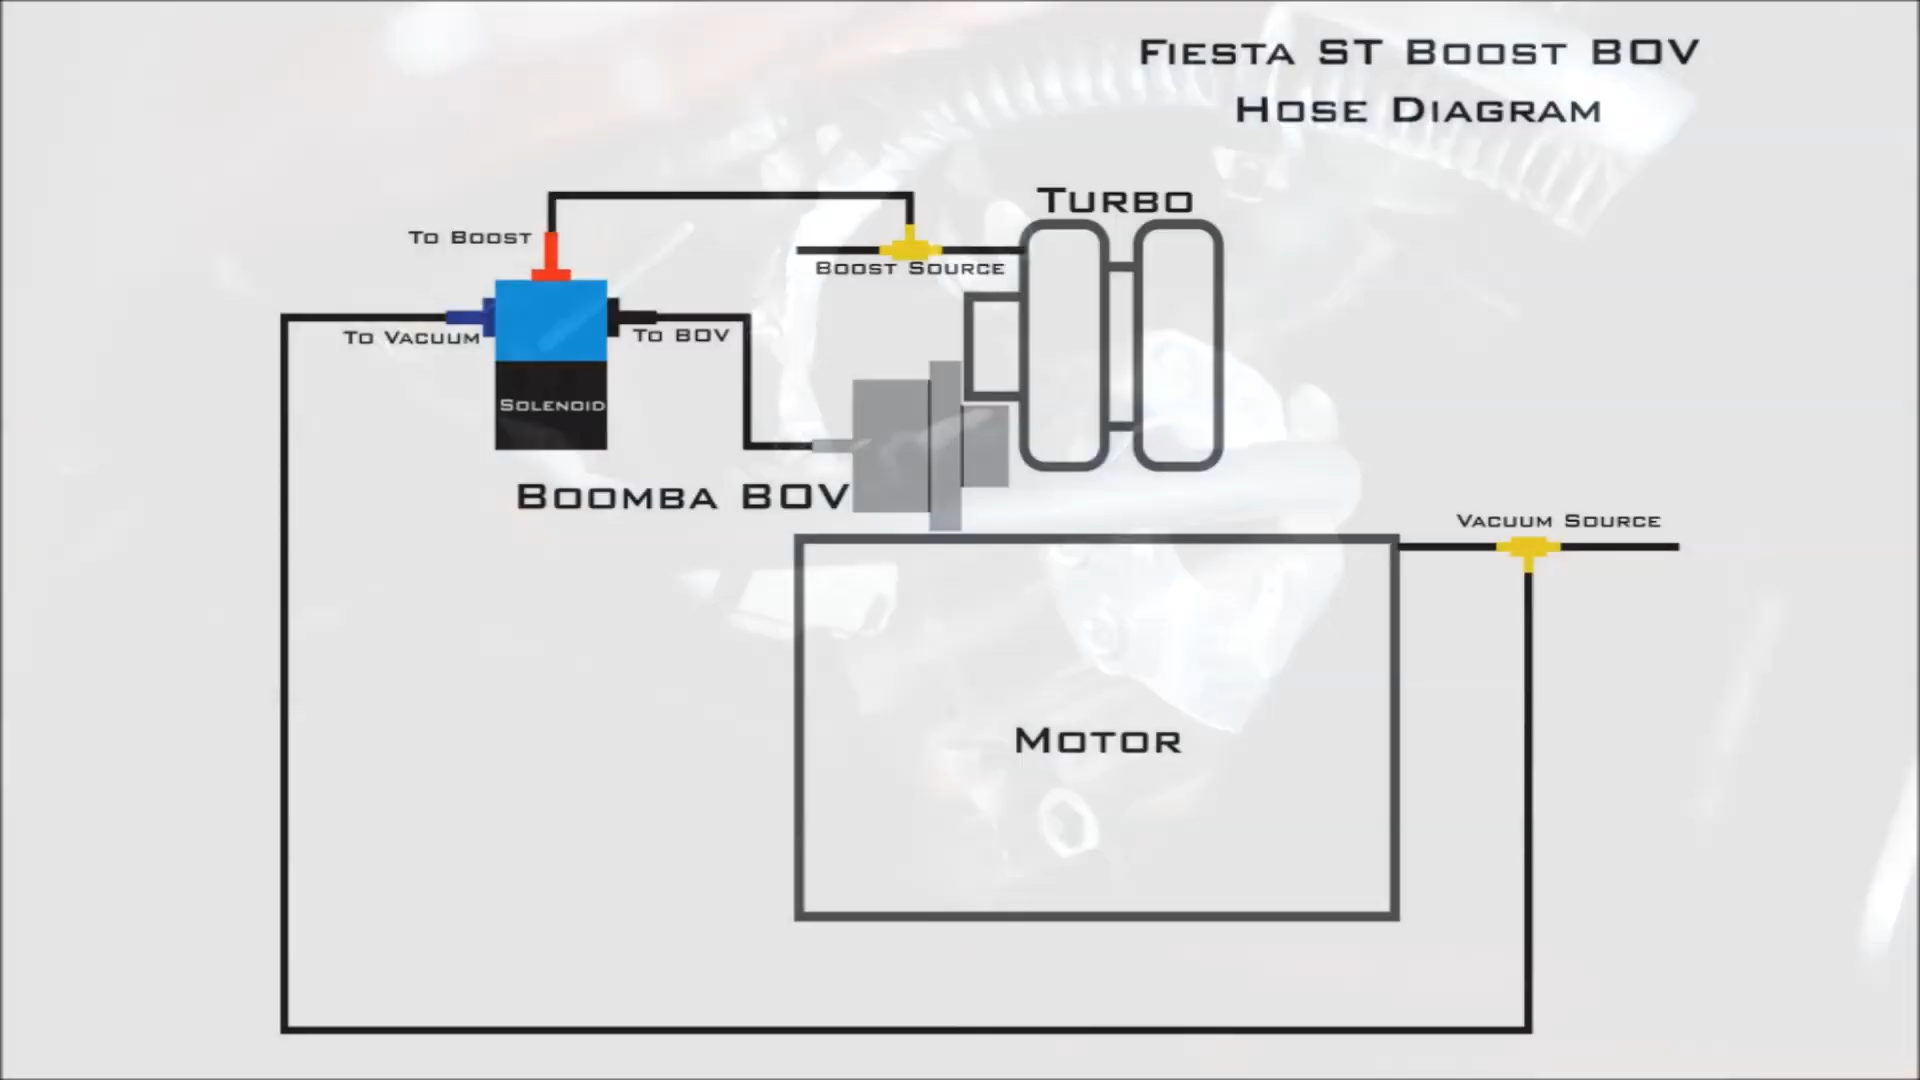 Fiesta ST Boost BOV
Hose Diagram
Turbo
To Boost
Boost Source
To Vacuum
To BOV
Solenoid
Boomba BOV
Vacuum Source
Motor